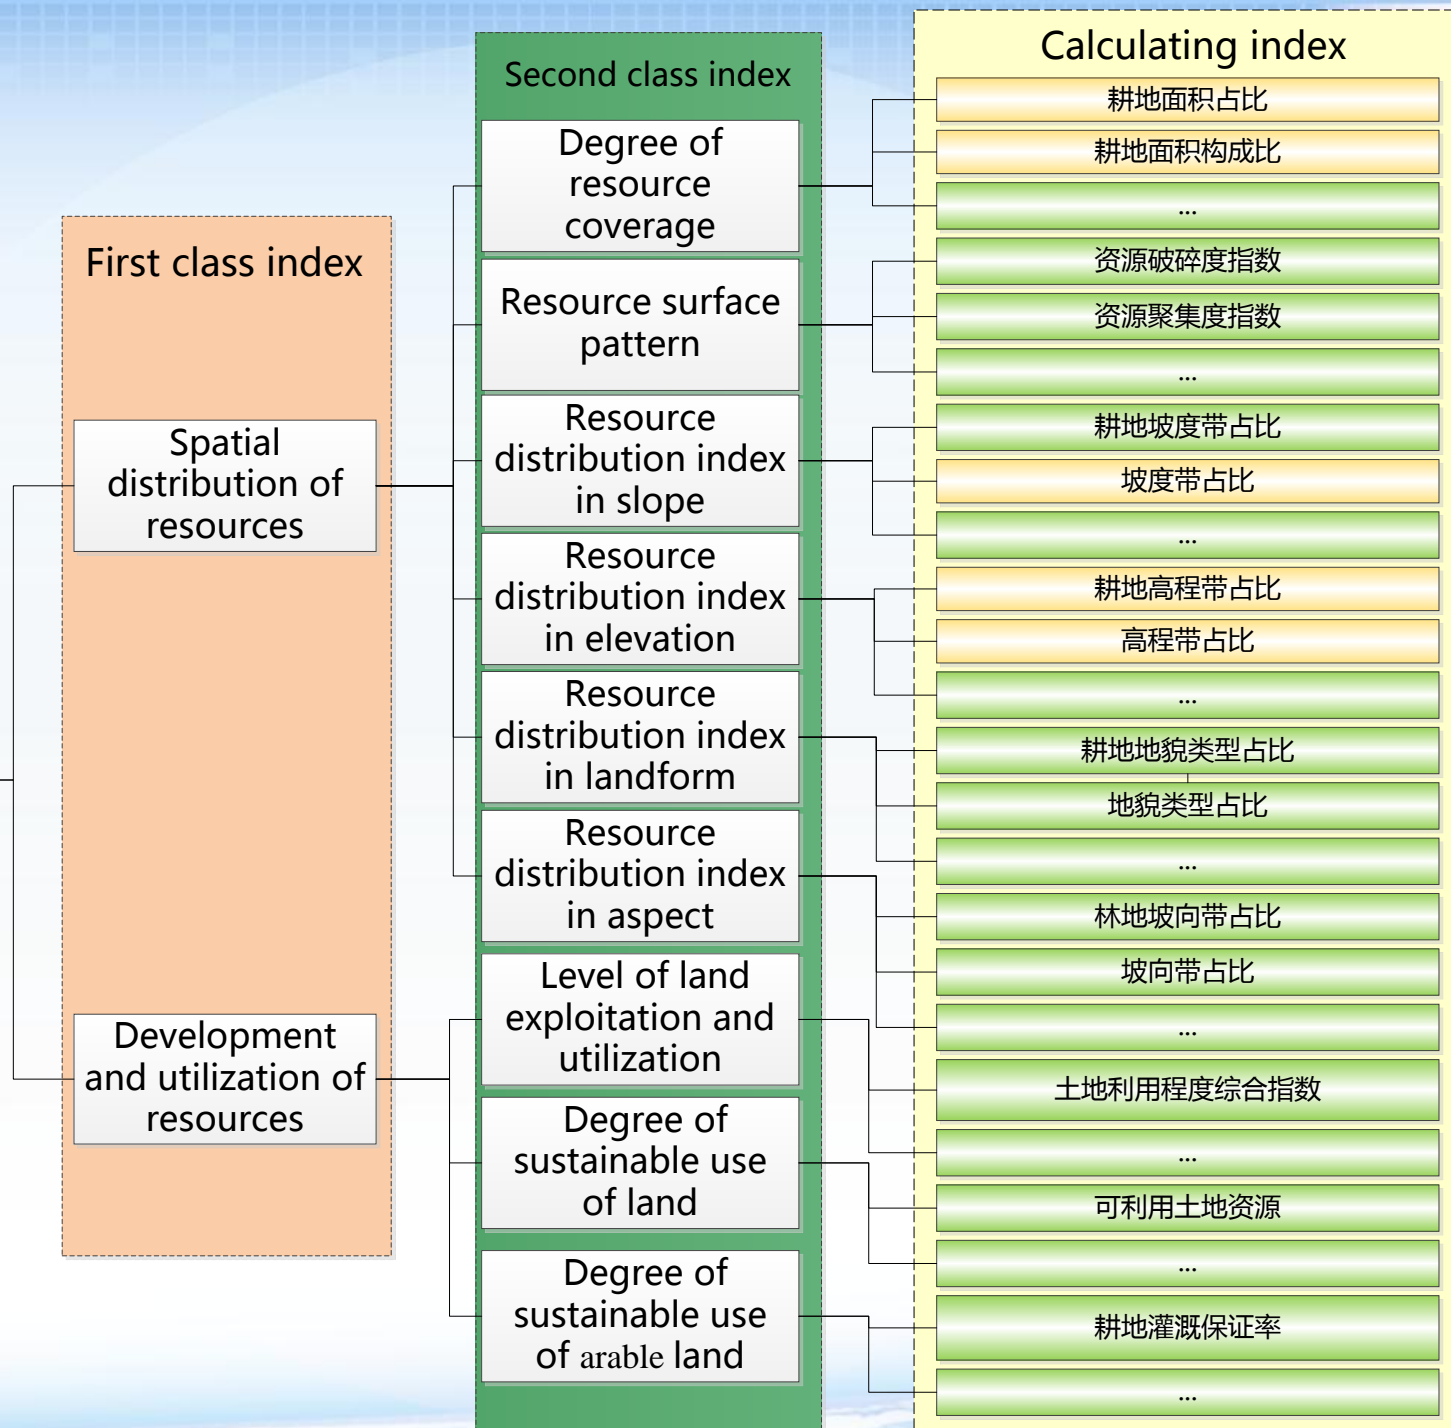 First class index
Spatial
distribution of
resources
Development
and utilization of
resources
Second class index
Degree of
resource
coverage
Resource surface
pattern
Resource
distribution index
in slope
Resource
distribution index
in elevation
Resource
distribution index
in landform
Resource
distribution index
in aspect
Level of land
exploitation and
utilization
Degree of
sustainable use
of land
Degree of
sustainable use
of arable land
Calculating index
耕地面积占比
耕地面积构成比
...
资源破碎度指数
资源聚集度指数
...
耕地坡度带占比
坡度带占比
...
耕地高程带占比
高程带占比
...
耕地地貌类型占比
地貌类型占比
...
林地坡向带占比
坡向带占比
...
土地利用程度综合指数
...
可利用土地资源
...
耕地灌溉保证率
...